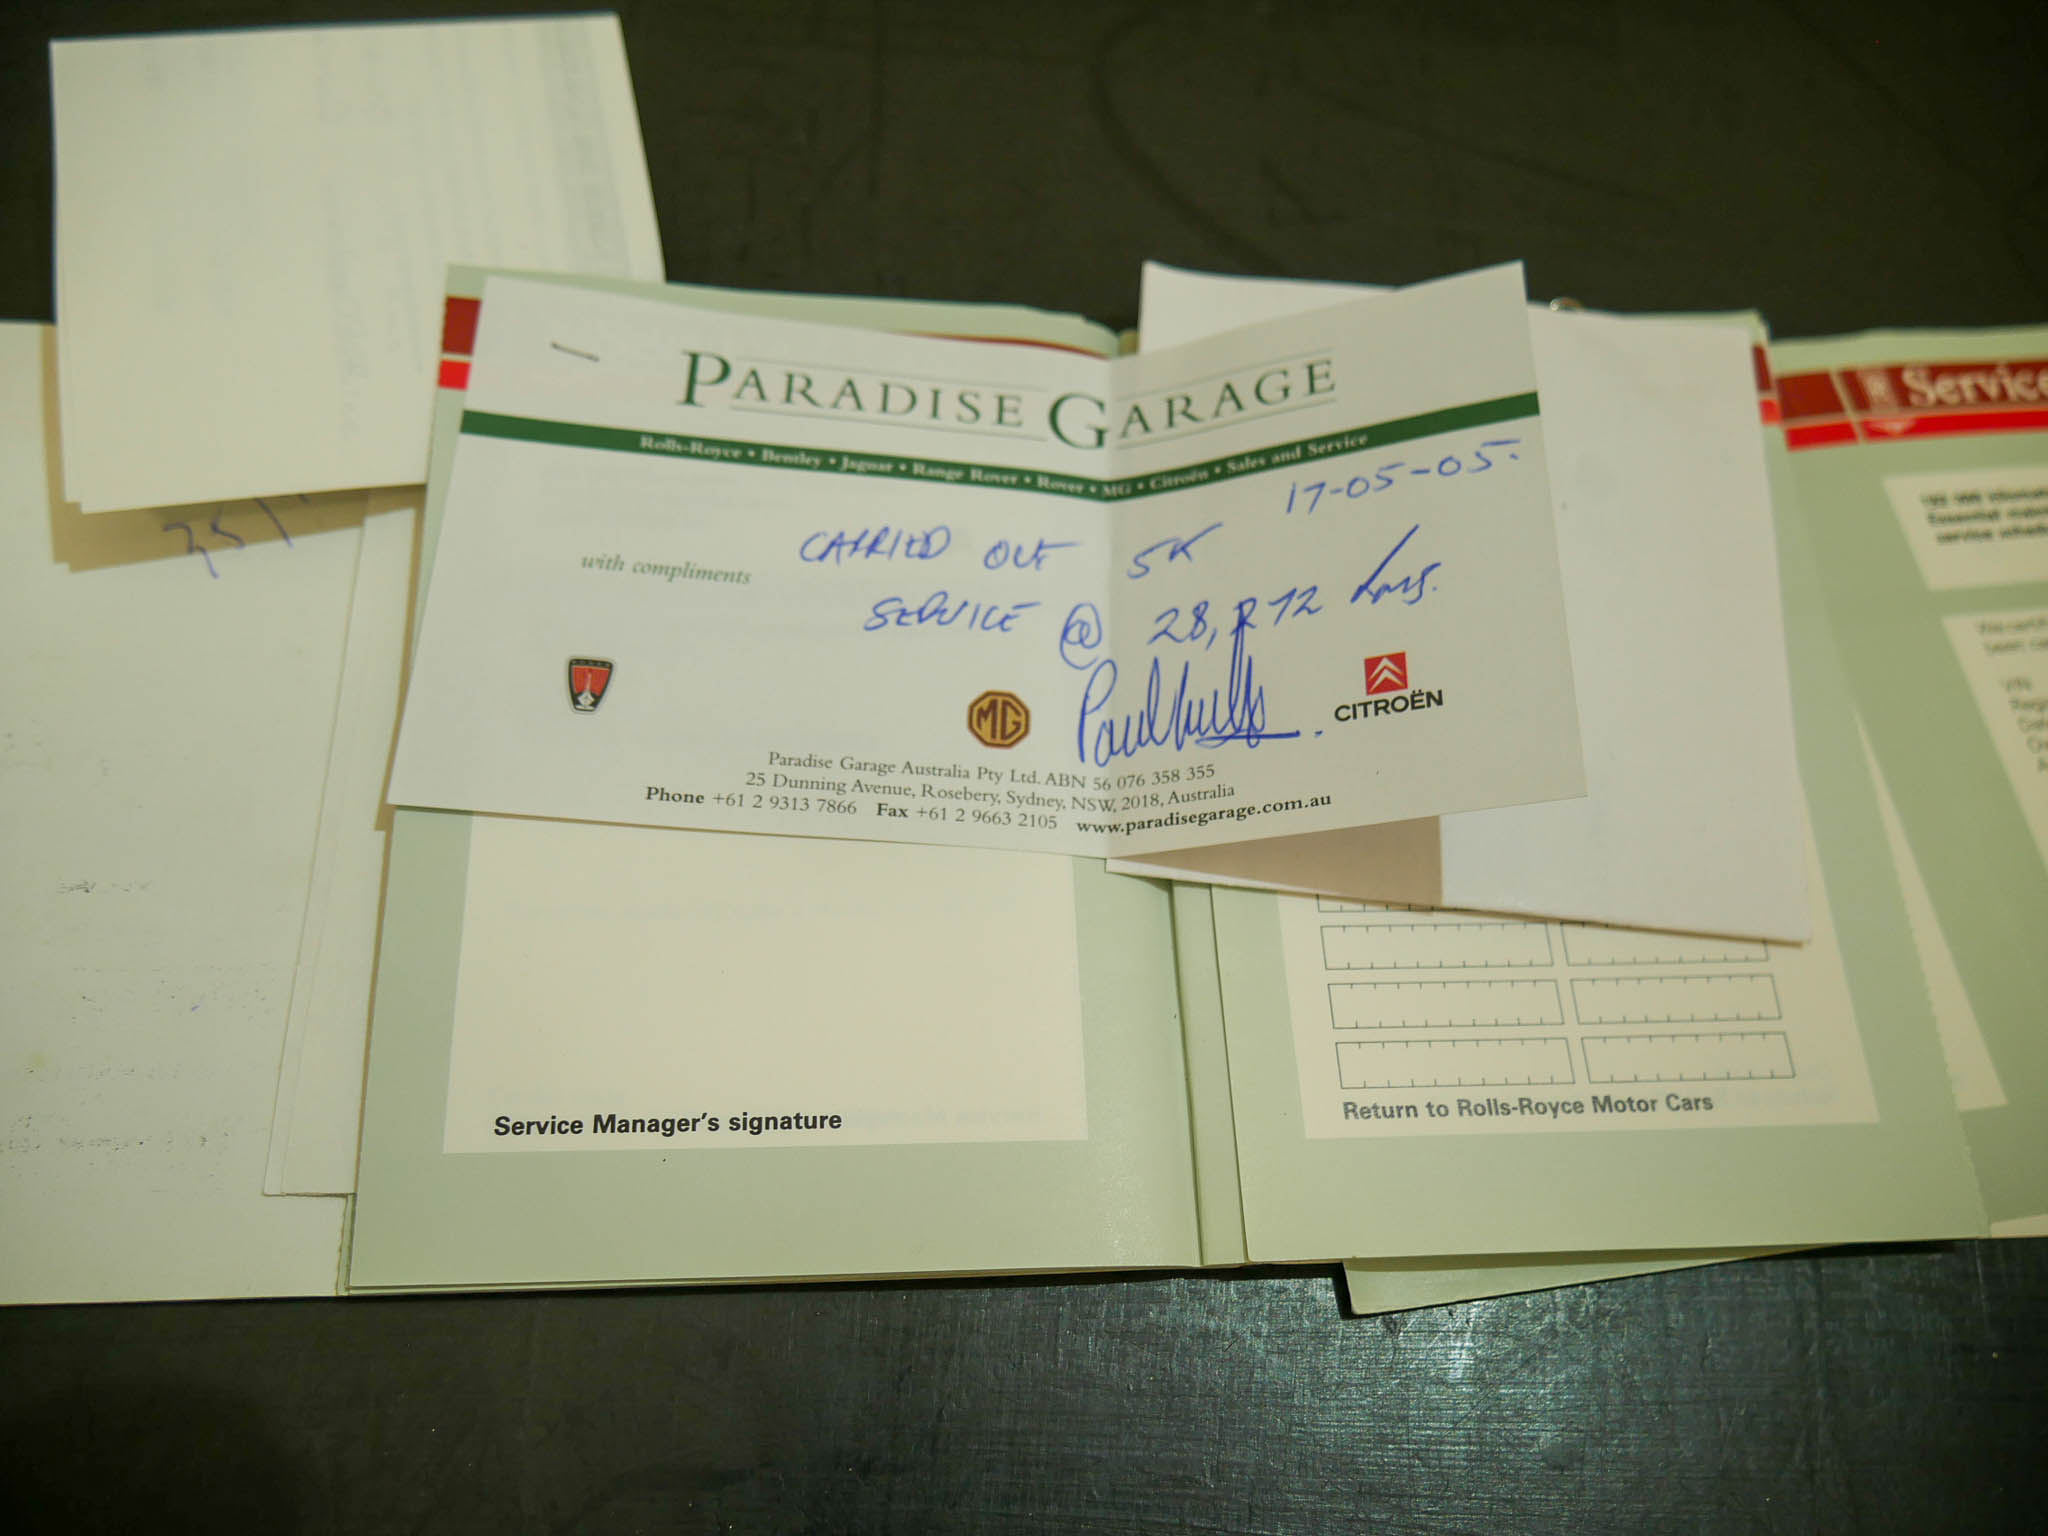 PARADISE GARAGE
Rolls-Royce • Bentley • Jaguar • Range Rover • Rover • MG • Citroën • Sales and Service
17-05-05.
with compliments
CARRIED OUT 5K
SERVICE @ 28, 72 kms.
MG
CITROËN
Paradise Garage Australia Pty Ltd. ABN 56 076 358 355
25 Dunning Avenue, Rosebery, Sydney, NSW, 2018, Australia
Phone +61 2 9313 7866 Fax +61 2 9663 2105 www.paradisegarage.com.au
Service Manager's signature
Return to Rolls-Royce Motor Cars
Service